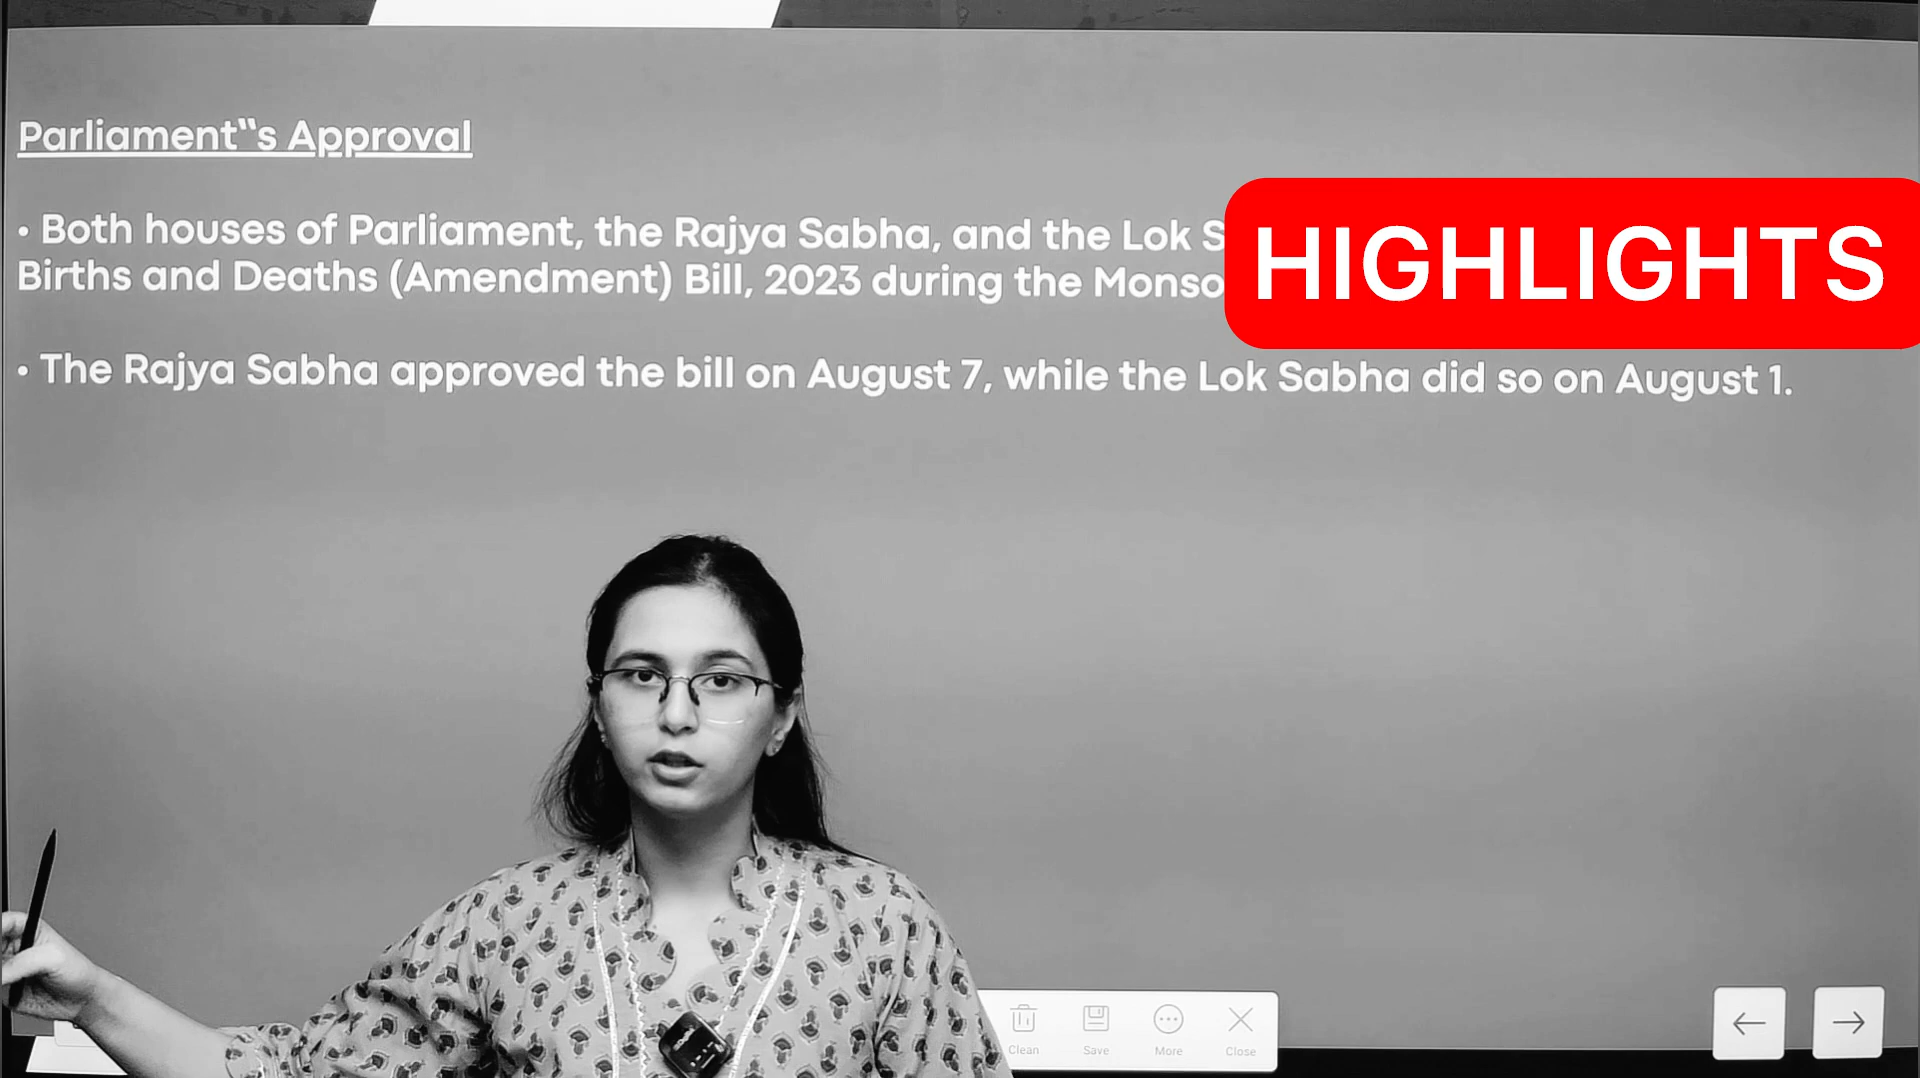 Parliament‟s Approval
• Both houses of Parliament, the Rajya Sabha, and the Lok S
HIGHLIGHTS
Births and Deaths (Amendment) Bill, 2023 during the Monso
• The Rajya Sabha approved the bill on August 7, while the Lok Sabha did so on August 1.
Clean Save More Close